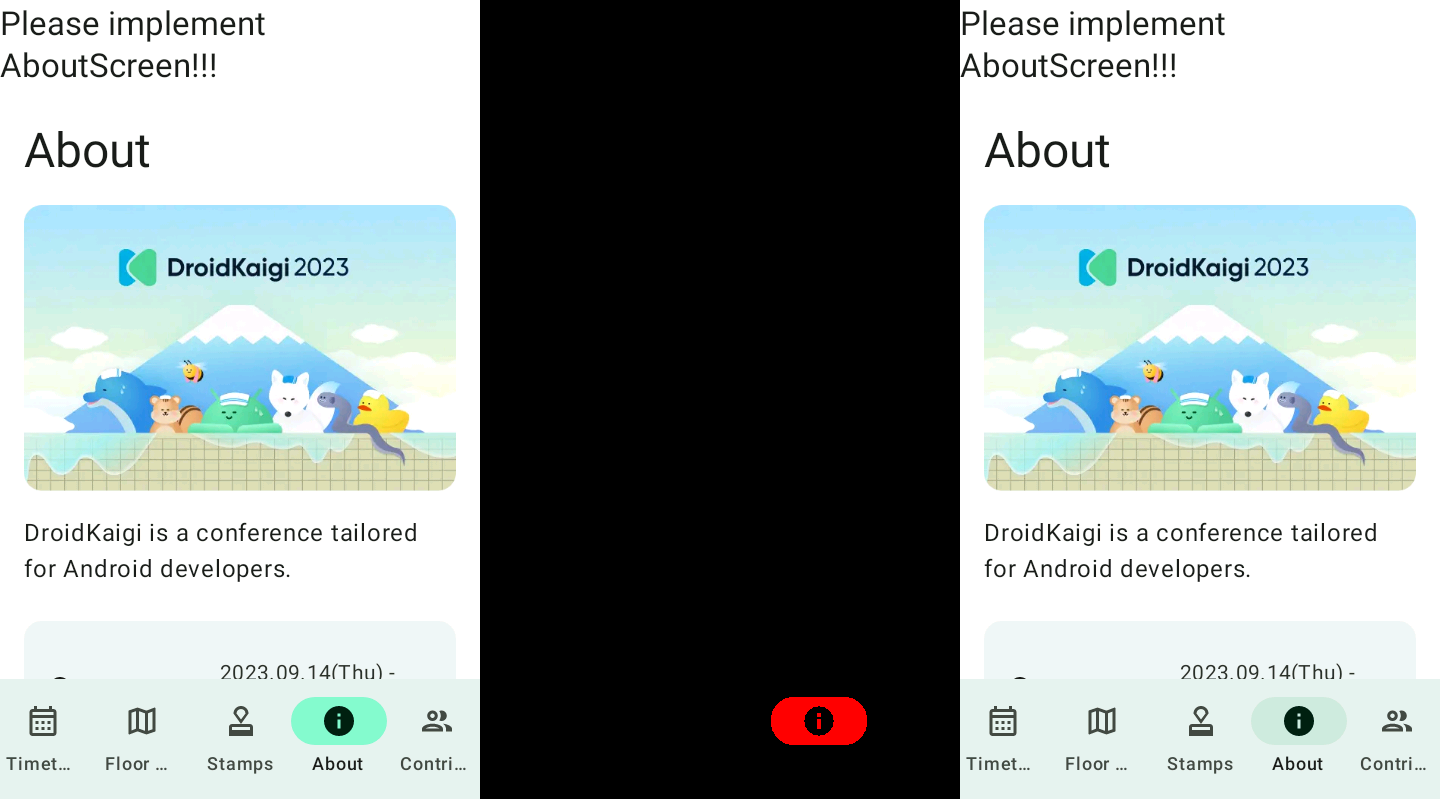 Please implement
AboutScreen!!!
About
DroidKaigi 2023
DroidKaigi is a conference tailored
for Android developers.
2023.09.14(Thu) -
Timet... Floor ... Stamps About Contri...
Please implement
AboutScreen!!!
About
DroidKaigi 2023
DroidKaigi is a conference tailored
for Android developers.
2023.09.14(Thu) -
Timet... Floor ... Stamps About Contri...